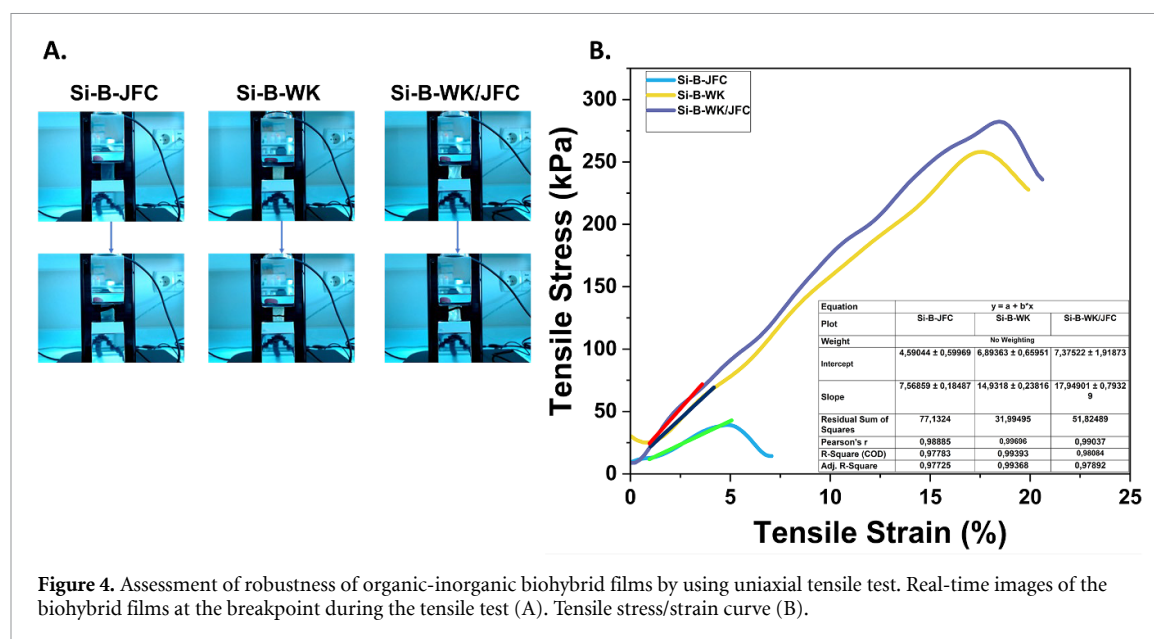 A.
Si-B-JFC Si-B-WK Si-B-WK/JFC
B.
Tensile Stress (kPa)
300
250
200
150
100
50
0
Si-B-JFC
Si-B-WK
Si-B-WK/JFC
Equation y = a + b*x
Plot Si-B-JFC Si-B-WK Si-B-WK/JFC
Weight No Weighting
Intercept 4,59044 ± 0,59969 6,89363 ± 0,65951 7,37522 ± 1,91873
Slope 7,56859 ± 0,18487 14,9318 ± 0,23816 17,94901 ± 0,7932
9
Residual Sum of 77,1324 31,99495 51,82489
Squares
Pearson's r 0,98885 0,99696 0,99037
R-Square (COD) 0,97783 0,99393 0,98084
Adj. R-Square 0,97725 0,99368 0,97892
0 5 10 15 20 25
Tensile Strain (%)
Figure 4. Assessment of robustness of organic-inorganic biohybrid films by using uniaxial tensile test. Real-time images of the
biohybrid films at the breakpoint during the tensile test (A). Tensile stress/strain curve (B).